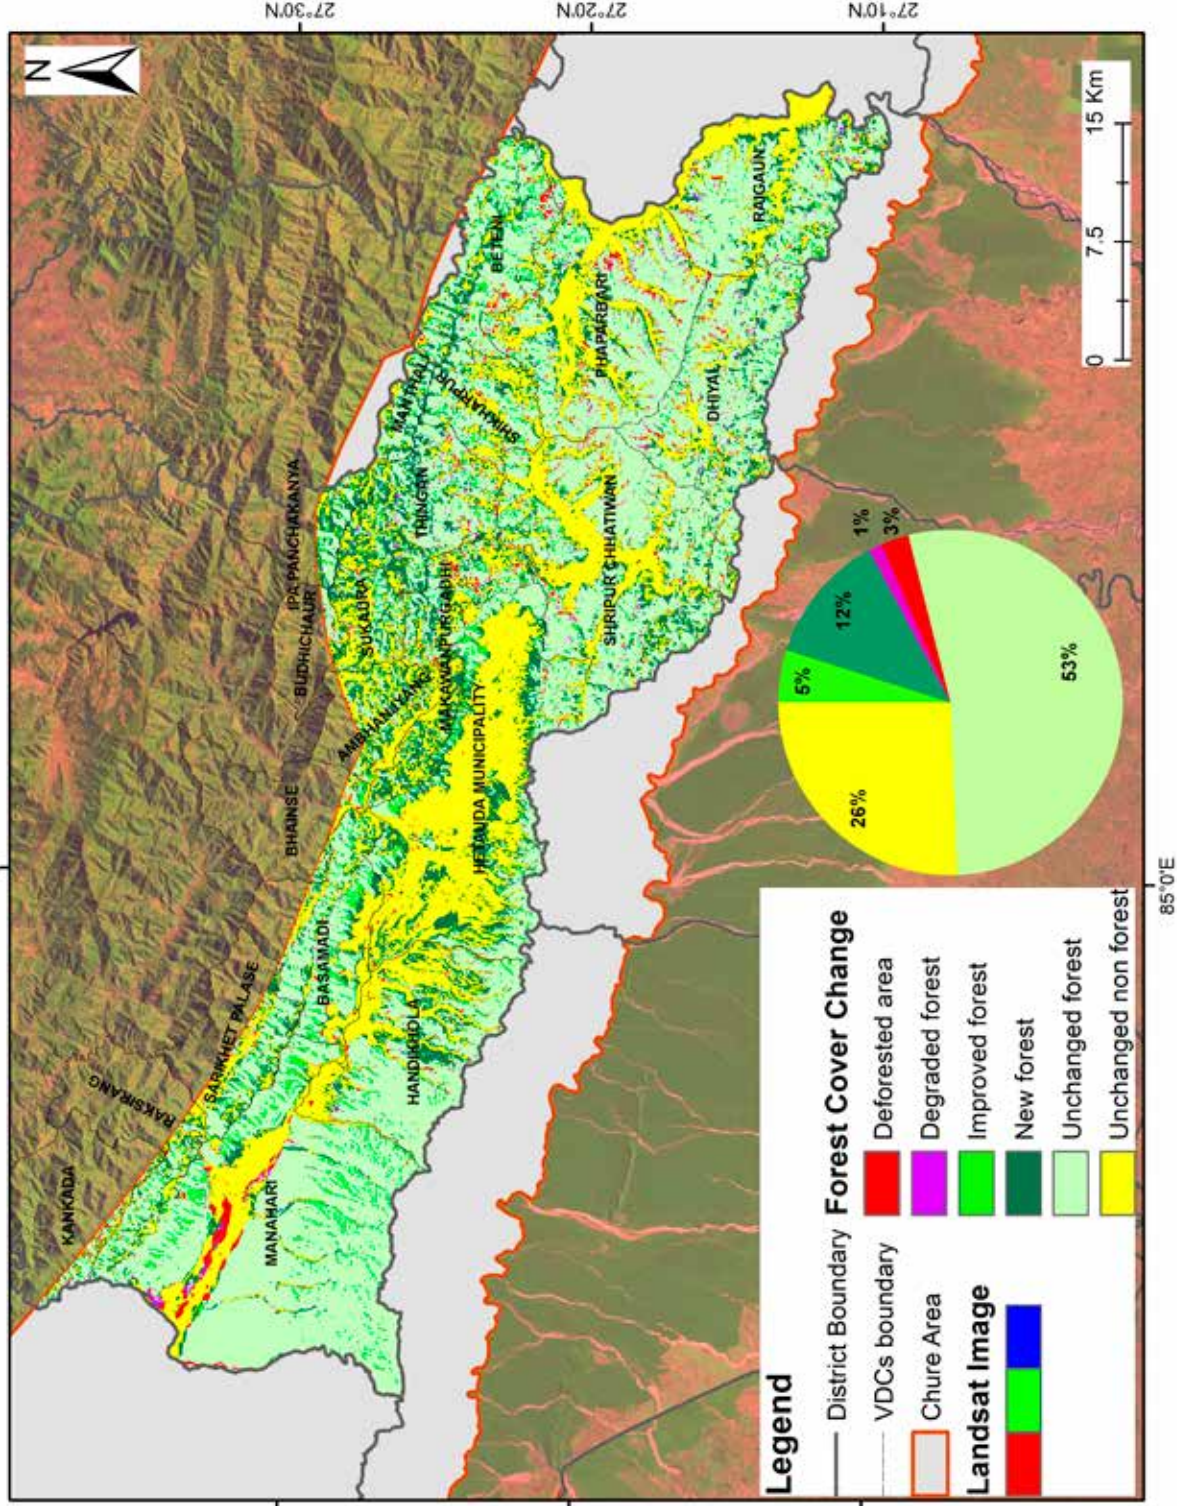 N
27°30'N
27°20'N
27°10'N
85°0'E
KANKADA
RAKSIRANG
SARIKHET PALASE
BHAINSE
BUDHICHAUR
IPA PANCHAKANYA
MANAHARI
BASAMADI
HANDIKHOLA
AMBHANJYANG
SUKAURA
MAKAWANPURGADHI
HETAUDA MUNICIPALITY
THINGAN
MANTHALI
SHIKHARPUR
BETENI
SHRIPUR CHHATIWAN
PHAPARBARI
DHIYAL
RAIGAUN
0 7.5 15 Km
26%
5%
12%
1%
3%
53%
Legend
District Boundary
VDCs boundary
Chure Area
Landsat Image
Forest Cover Change
Deforested area
Degraded forest
Improved forest
New forest
Unchanged forest
Unchanged non forest